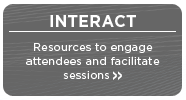 INTERACT
Resources to engage
attendees and facilitate
sessions >>